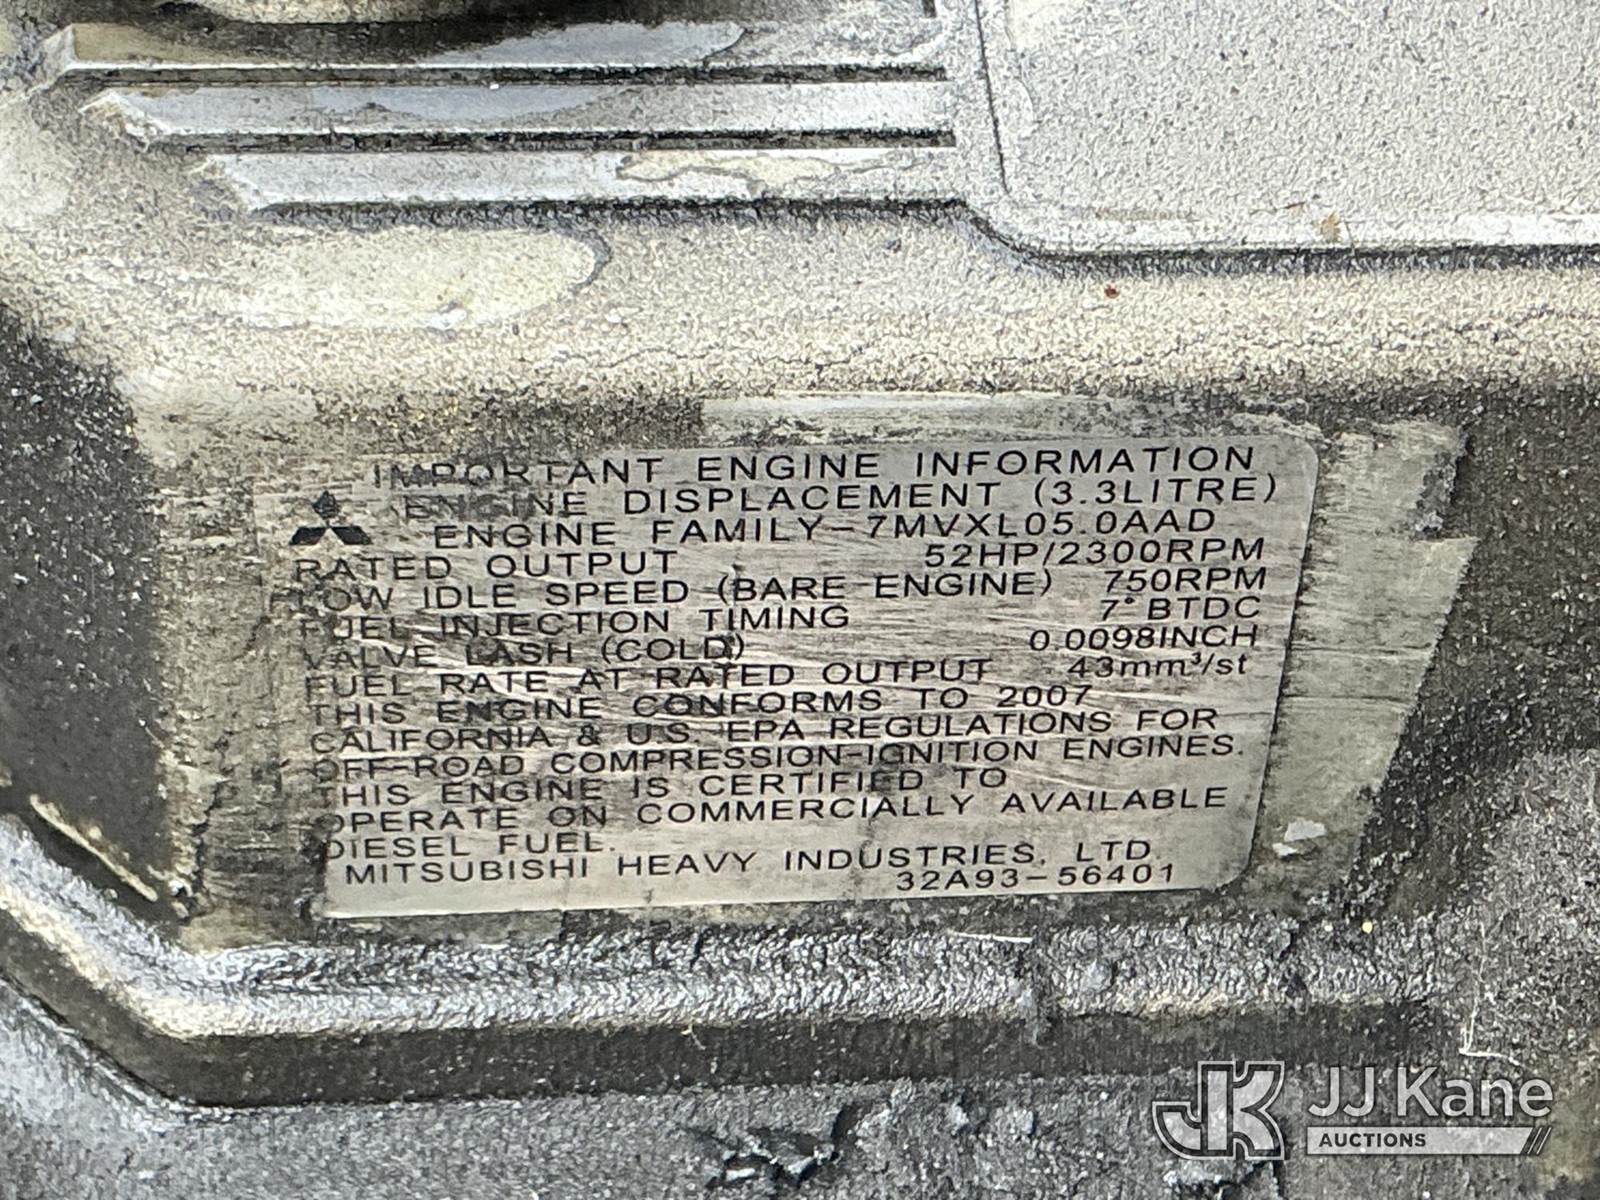 IMPORTANT ENGINE INFORMATION
ENGINE DISPLACEMENT (3.3LITRE)
ENGINE FAMILY-7MVXL05.0AAD
RATED OUTPUT 52HP/2300RPM
LOW IDLE SPEED (BARE ENGINE) 750RPM
FUEL INJECTION TIMING 7° BTDC
VALVE LASH (COLD) 0.0098INCH
FUEL RATE AT RATED OUTPUT 43mm³/st
THIS ENGINE CONFORMS TO 2007
CALIFORNIA & U.S. EPA REGULATIONS FOR
OFF-ROAD COMPRESSION-IGNITION ENGINES.
THIS ENGINE IS CERTIFIED TO
OPERATE ON COMMERCIALLY AVAILABLE
DIESEL FUEL.
MITSUBISHI HEAVY INDUSTRIES, LTD.
32A93-56401
JK JJ Kane
AUCTIONS